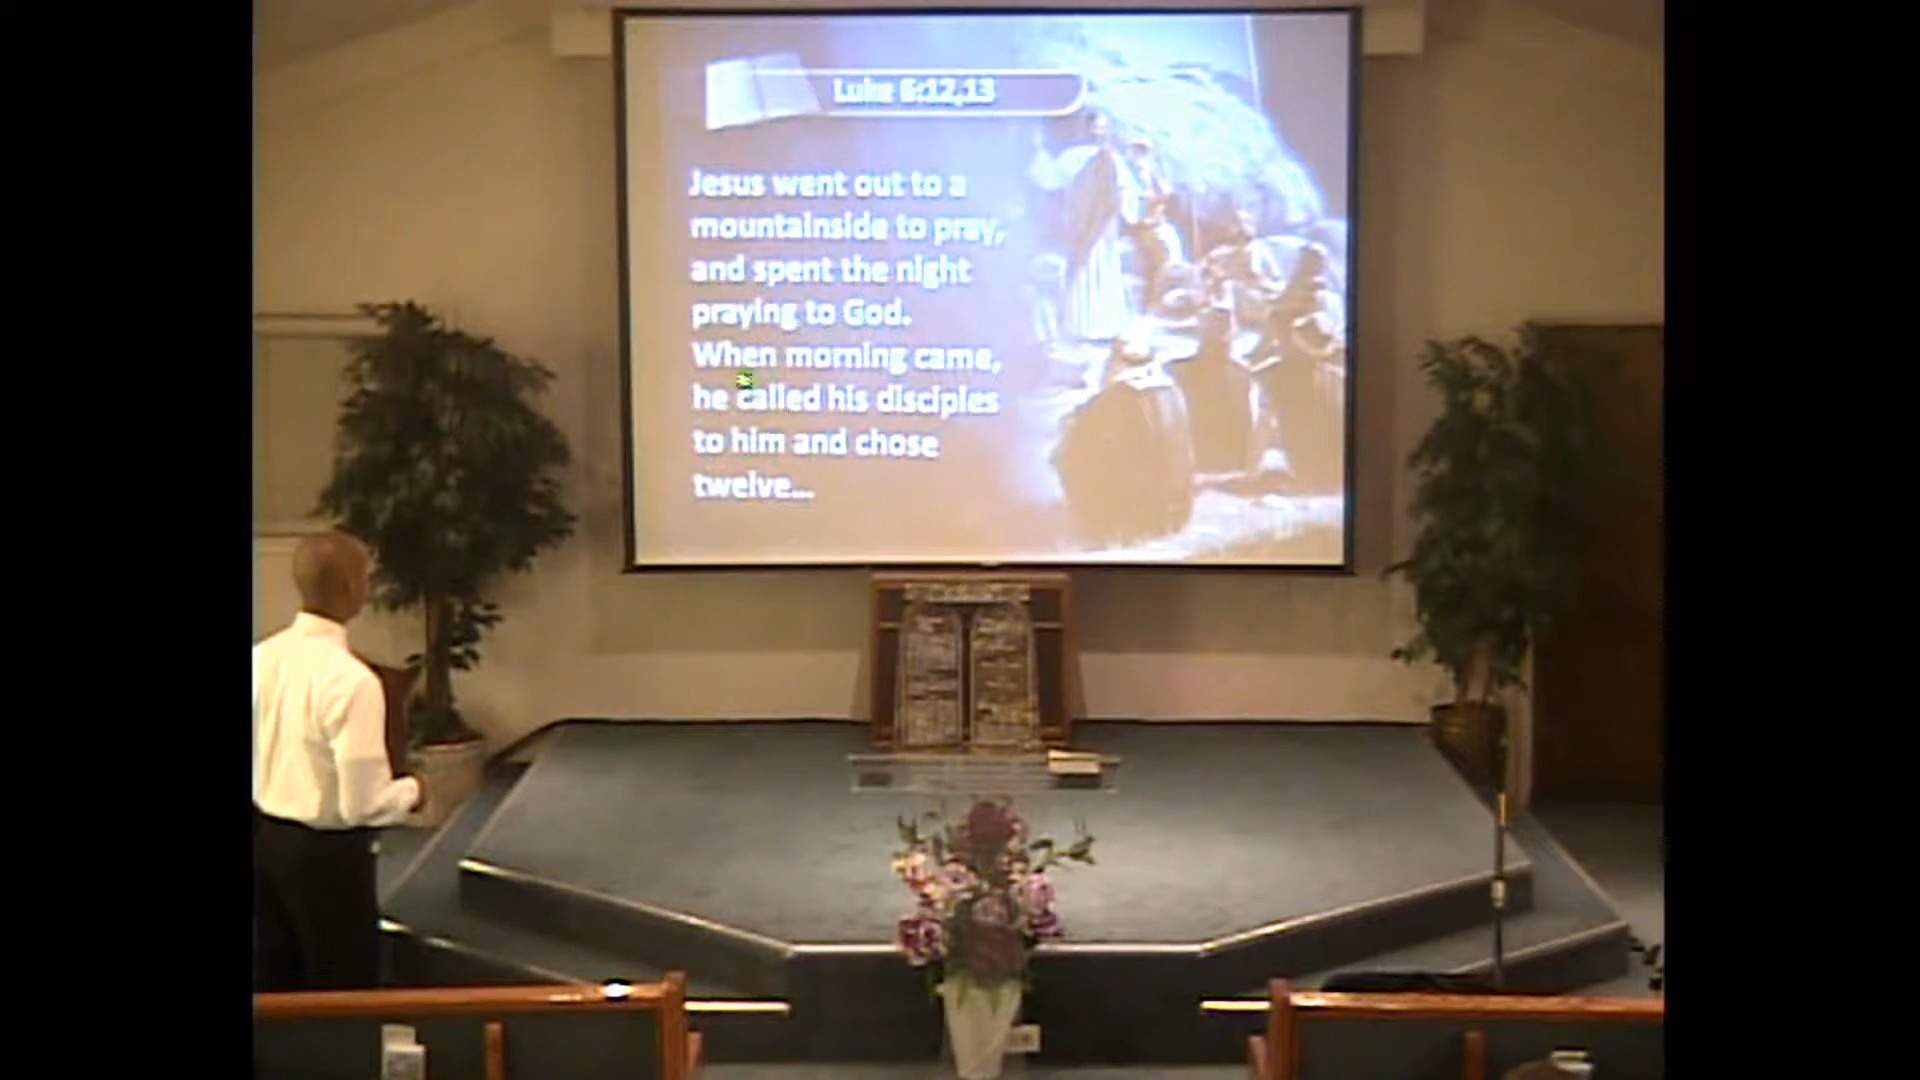 Luke 6:12,13
Jesus went out to a
mountainside to pray,
and spent the night
praying to God.
When morning came,
he called his disciples
to him and chose
twelve...